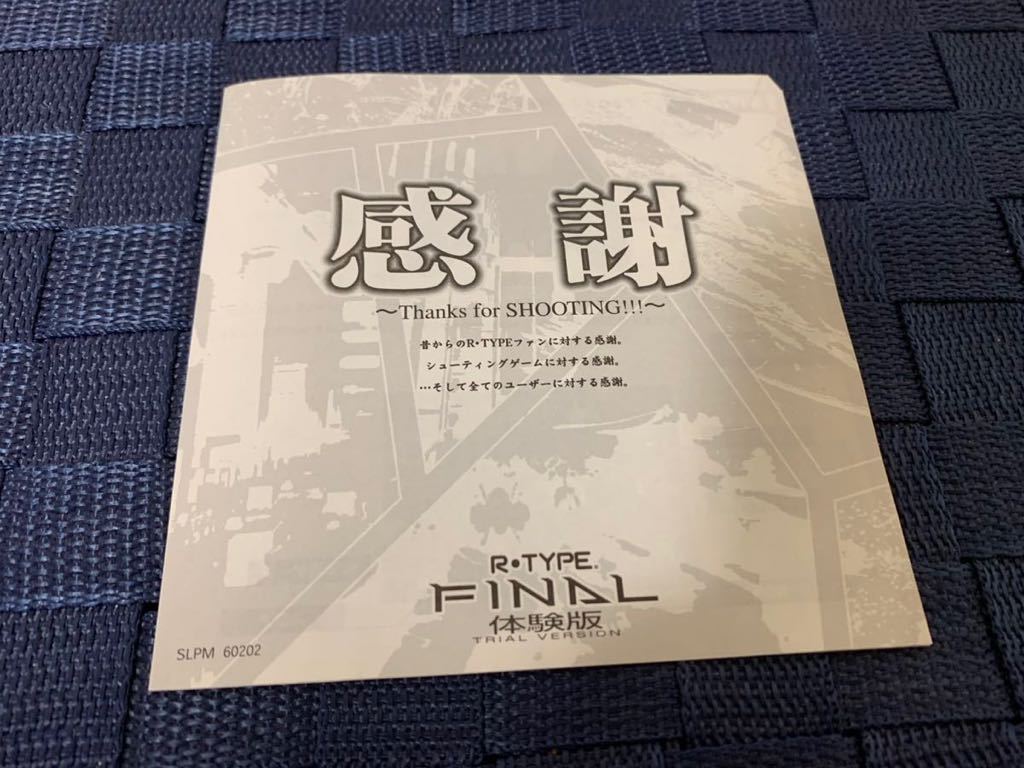 感謝
～Thanks for SHOOTING!!!～
昔からのR・TYPEファンに対する感謝。
シューティングゲームに対する感謝。
…そして全てのユーザーに対する感謝。
R・TYPE®
FINAL
体験版
TRIAL VERSION
SLPM 60202